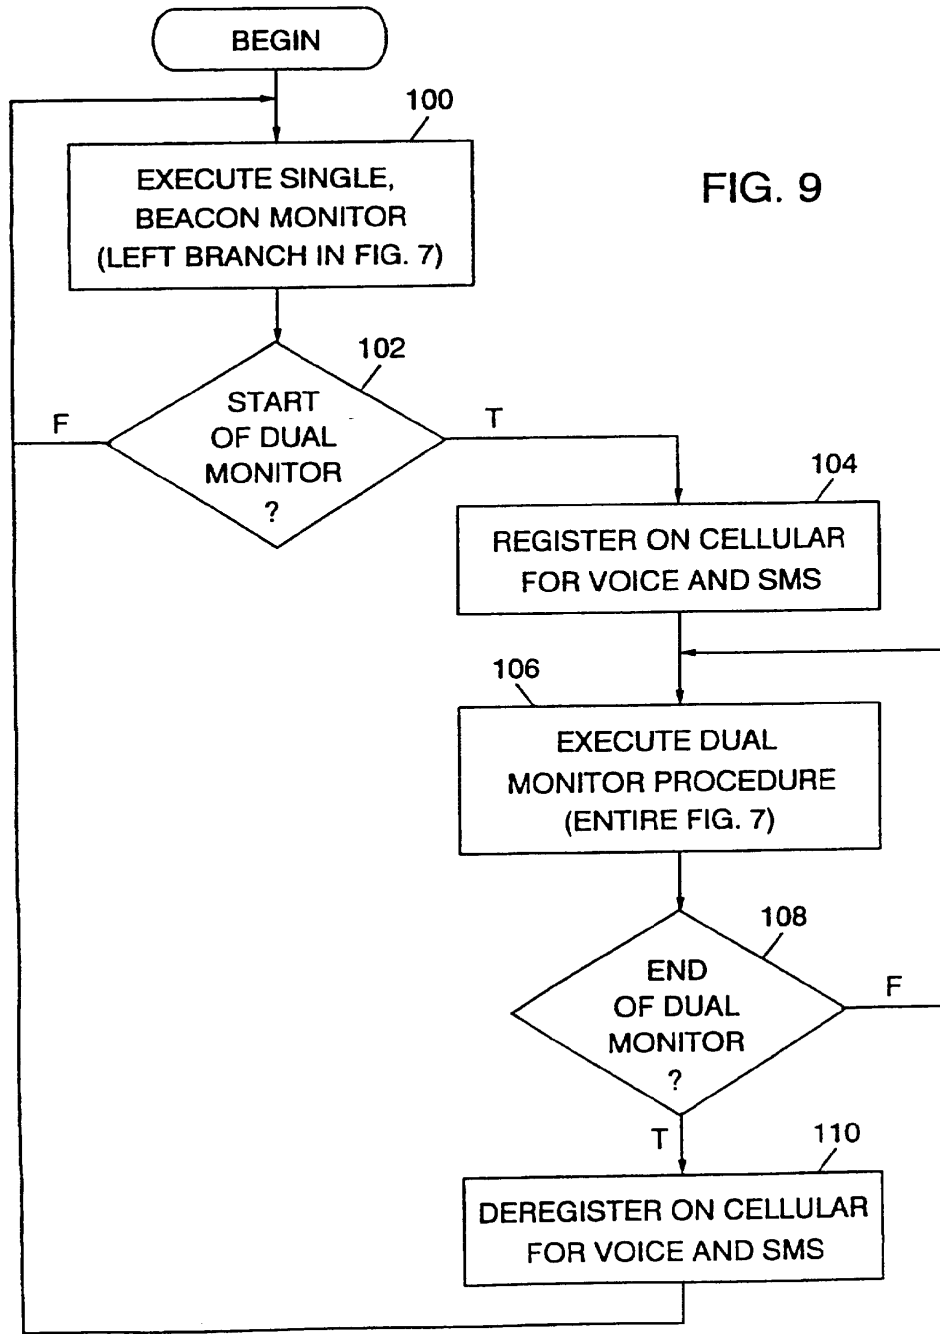 BEGIN
100
EXECUTE SINGLE,
BEACON MONITOR
(LEFT BRANCH IN FIG. 7)
FIG. 9
102
START
OF DUAL
MONITOR
?
F
T
104
REGISTER ON CELLULAR
FOR VOICE AND SMS
106
EXECUTE DUAL
MONITOR PROCEDURE
(ENTIRE FIG. 7)
108
END
OF DUAL
MONITOR
?
F
T
110
DEREGISTER ON CELLULAR
FOR VOICE AND SMS